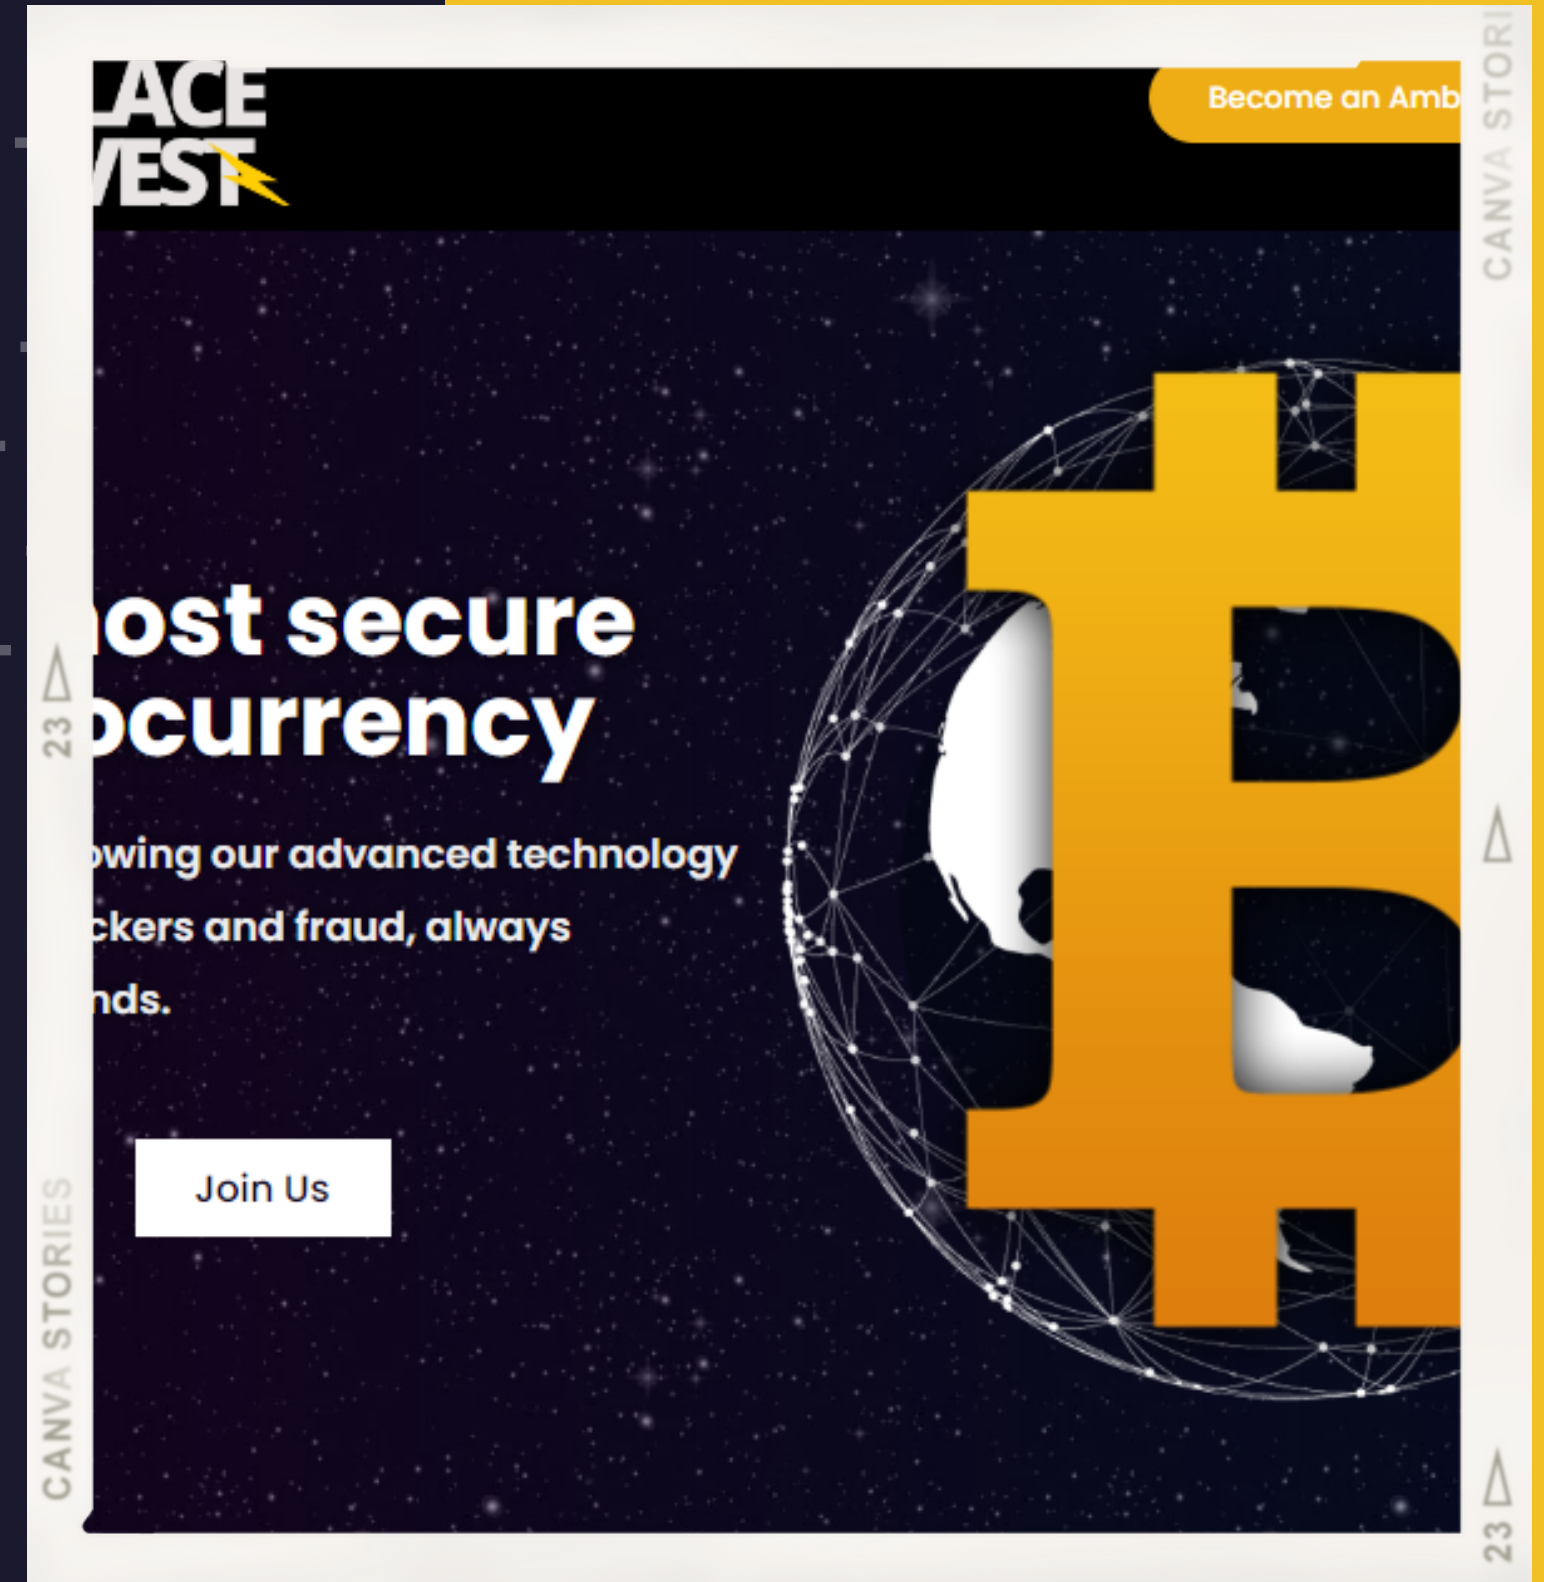 LACE
VEST
Become an Amb
CANVA STORI
ost secure
ocurrency
owing our advanced technology
ckers and fraud, always
nds.
Join Us
23
CANVA STORIES
23